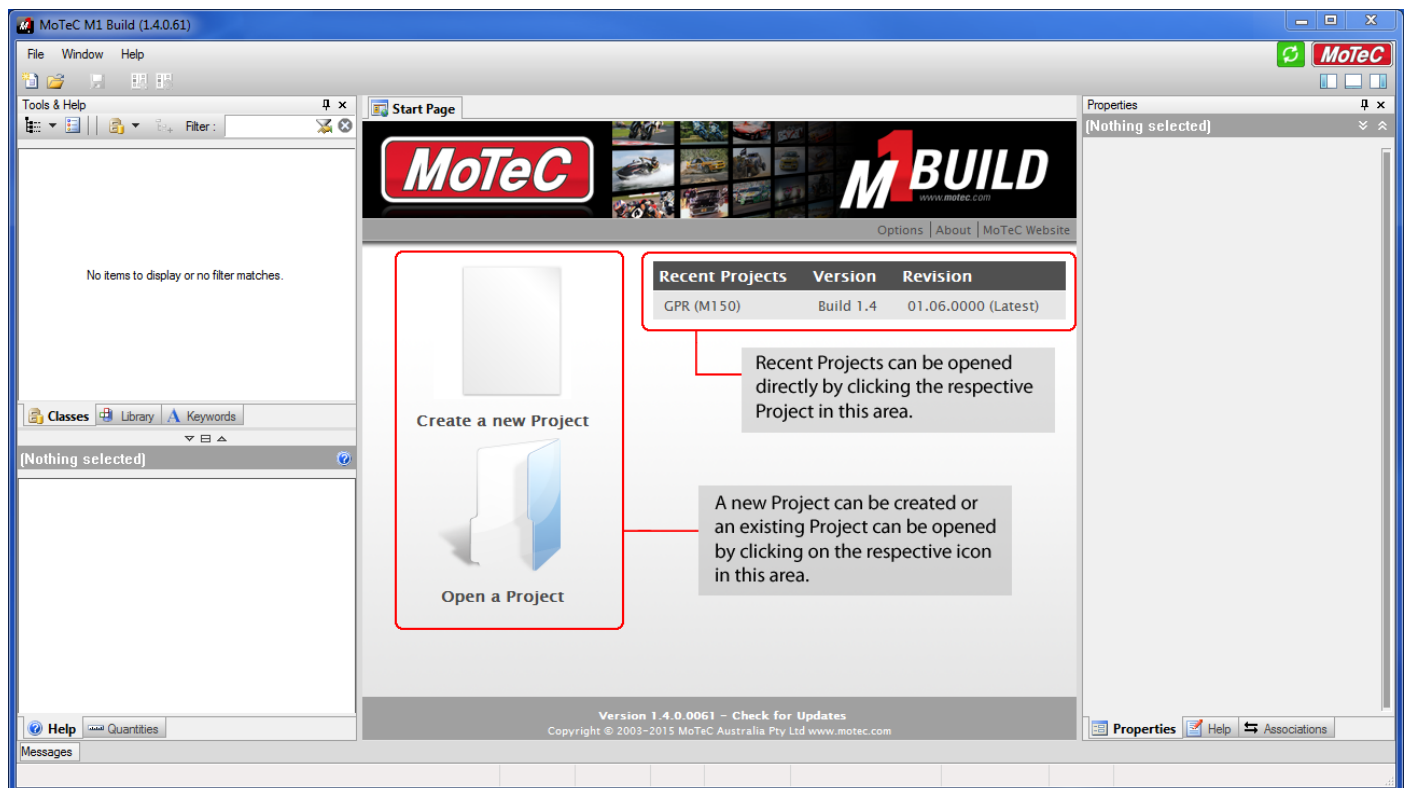 MoTeC M1 Build (1.4.0.61)
File Window Help
MoTeC
Tools & Help
Filter :
No items to display or no filter matches.
Classes Library Keywords
(Nothing selected)
Help Quantities
Messages
Start Page
MoTeC
M1 BUILD
www.motec.com
Options | About | MoTeC Website
Create a new Project
Open a Project
Recent Projects Version Revision
GPR (M150) Build 1.4 01.06.0000 (Latest)
Recent Projects can be opened
directly by clicking the respective
Project in this area.
A new Project can be created or
an existing Project can be opened
by clicking on the respective icon
in this area.
Version 1.4.0.0061 – Check for Updates
Copyright © 2003–2015 MoTeC Australia Pty Ltd www.motec.com
Properties
(Nothing selected)
Properties Help Associations